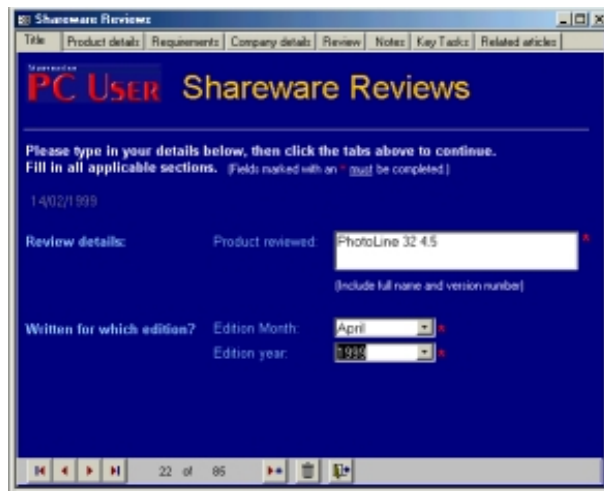 Shareware Reviews
Title Product details Requirements Company details Review Notes Key Tasks Related articles
PC USER Shareware Reviews
Please type in your details below, then click the tabs above to continue.
Fill in all applicable sections. (Fields marked with an * must be completed.)
14/02/1999
Review details: Product reviewed: PhotoLine 32 4.5 *
(Include full name and version number)
Written for which edition? Edition Month: April *
Edition year: 1999 *
22 of 85